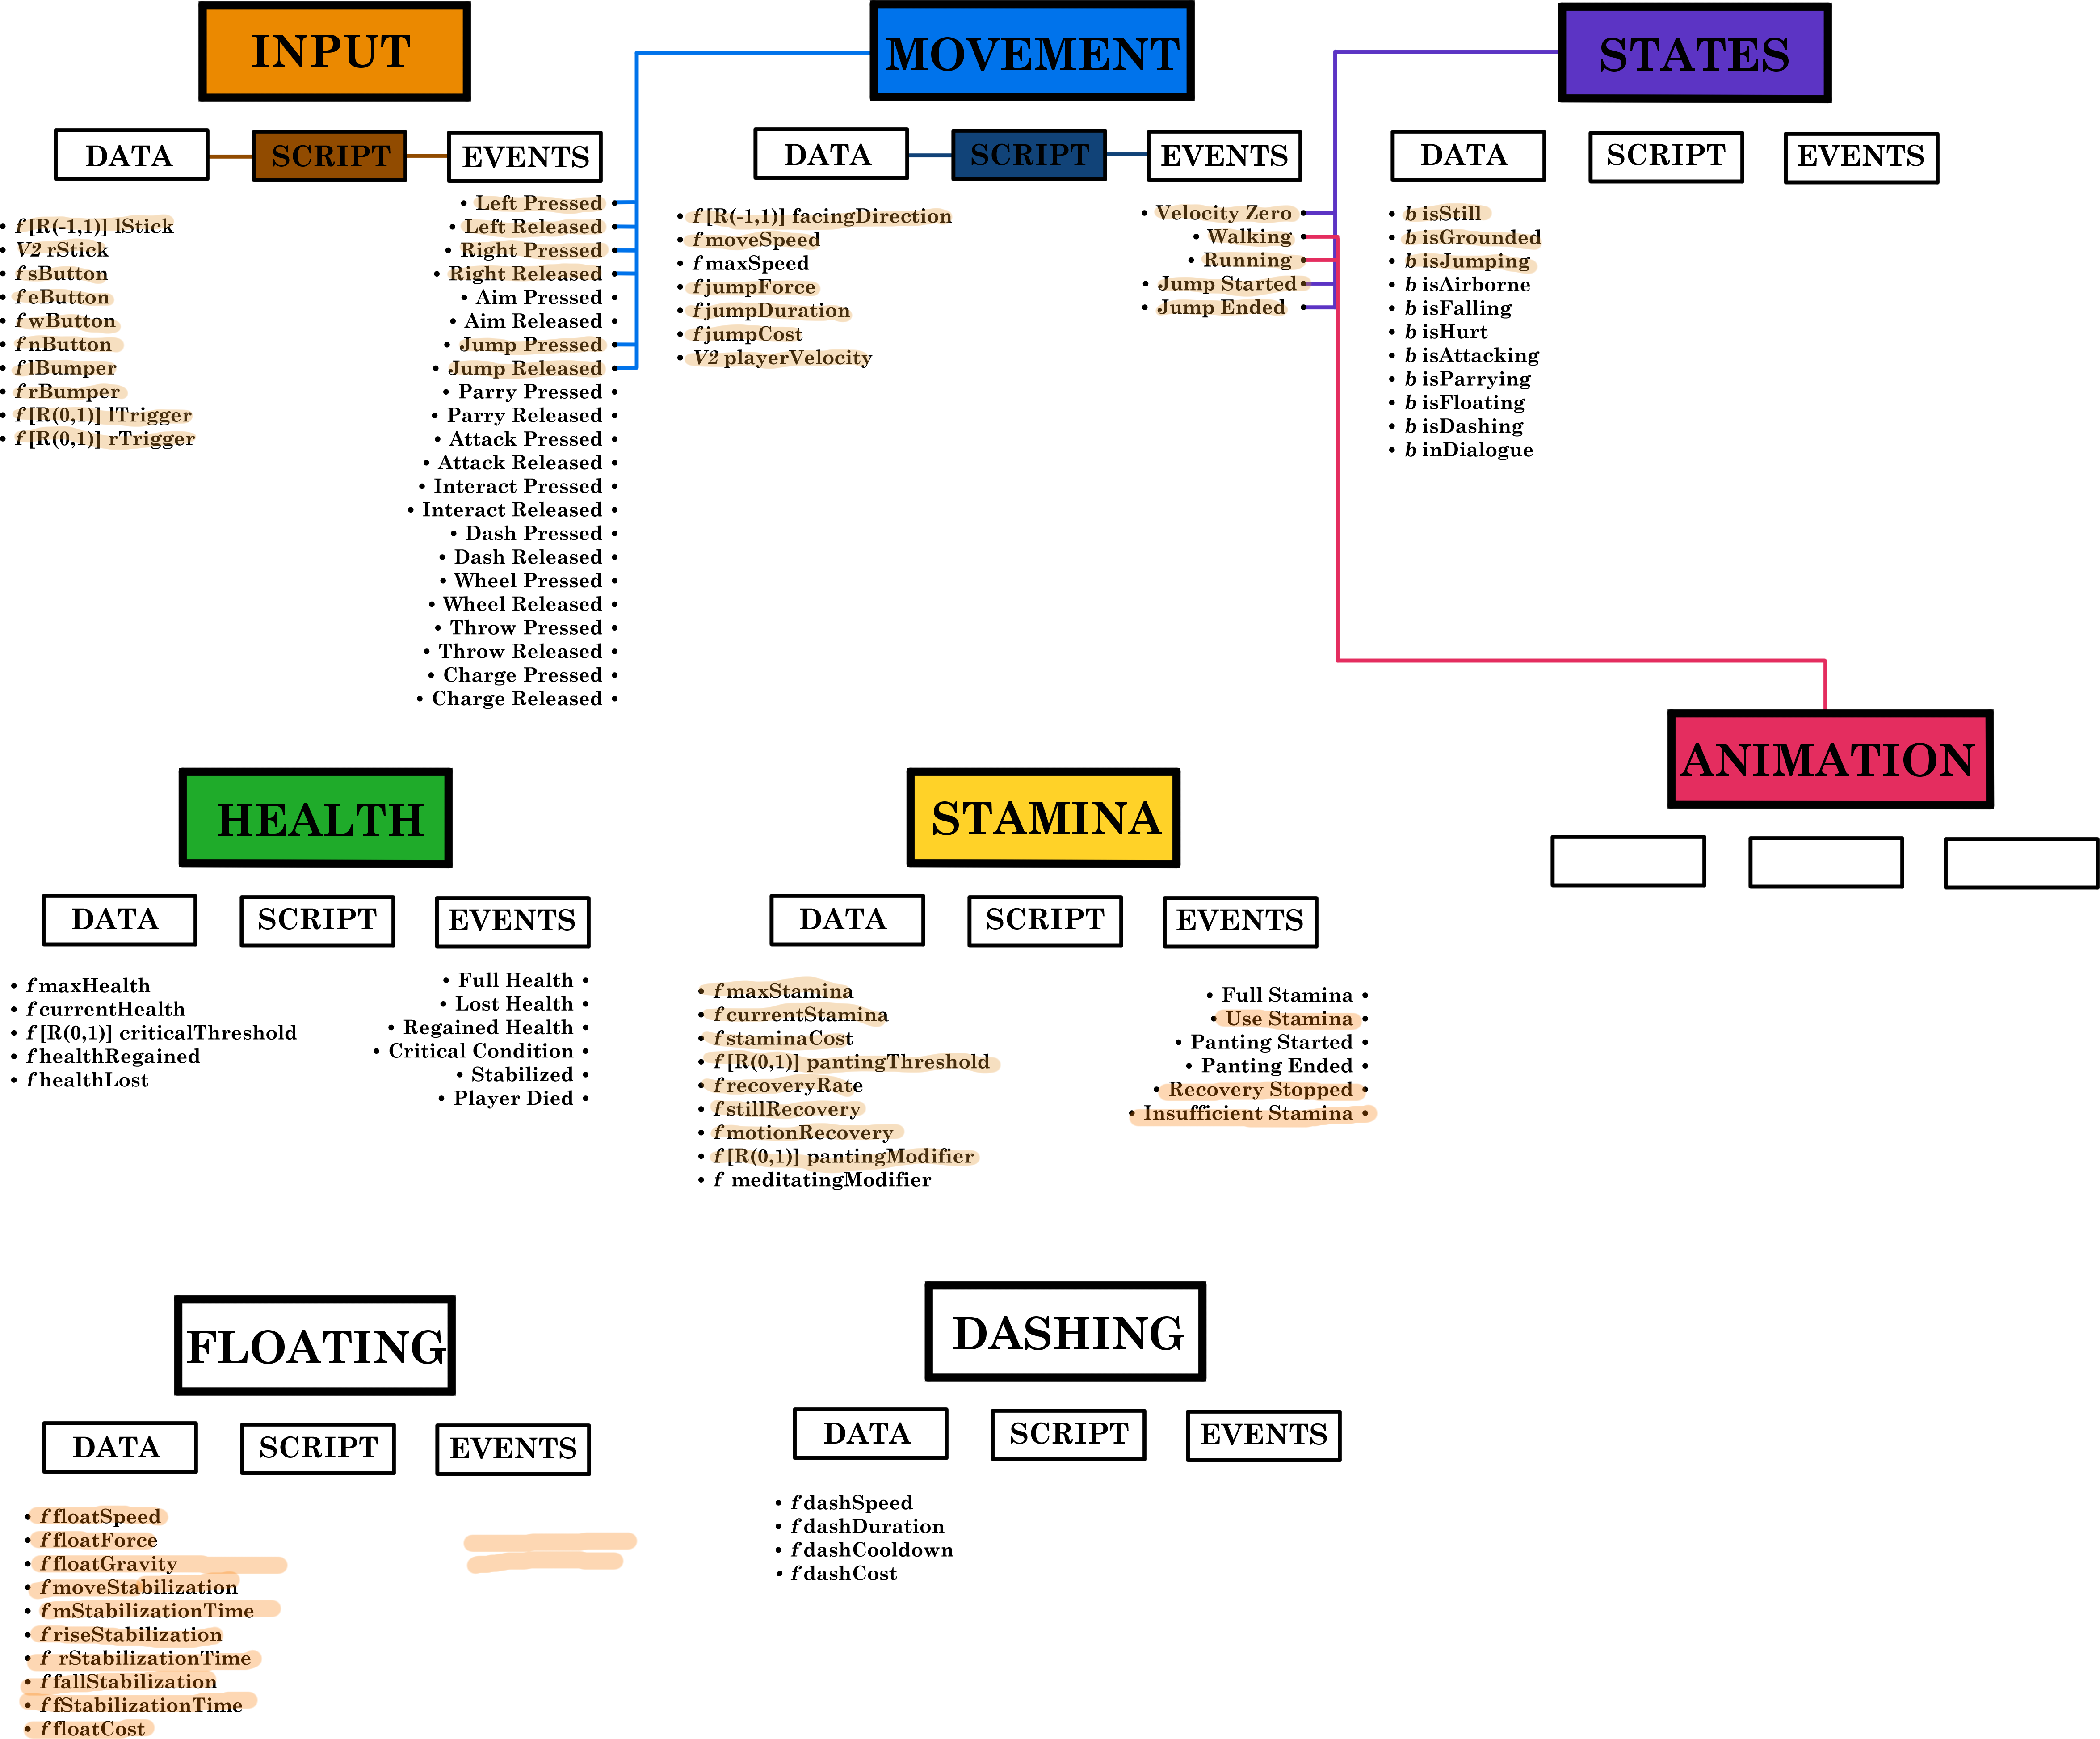 INPUT
DATA
SCRIPT
EVENTS
• f [R(-1,1)] lStick
• V2 rStick
• f sButton
• f eButton
• f wButton
• f nButton
• f lBumper
• f rBumper
• f [R(0,1)] lTrigger
• f [R(0,1)] rTrigger
• Left Pressed •
• Left Released •
• Right Pressed •
• Right Released •
• Aim Pressed •
• Aim Released •
• Jump Pressed •
• Jump Released •
• Parry Pressed •
• Parry Released •
• Attack Pressed •
• Attack Released •
• Interact Pressed •
• Interact Released •
• Dash Pressed •
• Dash Released •
• Wheel Pressed •
• Wheel Released •
• Throw Pressed •
• Throw Released •
• Charge Pressed •
• Charge Released •
MOVEMENT
DATA
SCRIPT
EVENTS
• f [R(-1,1)] facingDirection
• f moveSpeed
• f maxSpeed
• f jumpForce
• f jumpDuration
• f jumpCost
• V2 playerVelocity
• Velocity Zero •
• Walking •
• Running •
• Jump Started •
• Jump Ended •
STATES
DATA
SCRIPT
EVENTS
• b isStill
• b isGrounded
• b isJumping
• b isAirborne
• b isFalling
• b isHurt
• b isAttacking
• b isParrying
• b isFloating
• b isDashing
• b inDialogue
ANIMATION
HEALTH
DATA
SCRIPT
EVENTS
• f maxHealth
• f currentHealth
• f [R(0,1)] criticalThreshold
• f healthRegained
• f healthLost
• Full Health •
• Lost Health •
• Regained Health •
• Critical Condition •
• Stabilized •
• Player Died •
STAMINA
DATA
SCRIPT
EVENTS
• f maxStamina
• f currentStamina
• f staminaCost
• f [R(0,1)] pantingThreshold
• f recoveryRate
• f stillRecovery
• f motionRecovery
• f [R(0,1)] pantingModifier
• f meditatingModifier
• Full Stamina •
• Use Stamina •
• Panting Started •
• Panting Ended •
• Recovery Stopped •
• Insufficient Stamina •
FLOATING
DATA
SCRIPT
EVENTS
• f floatSpeed
• f floatForce
• f floatGravity
• f moveStabilization
• f mStabilizationTime
• f riseStabilization
• f rStabilizationTime
• f fallStabilization
• f fStabilizationTime
• f floatCost
DASHING
DATA
SCRIPT
EVENTS
• f dashSpeed
• f dashDuration
• f dashCooldown
• f dashCost